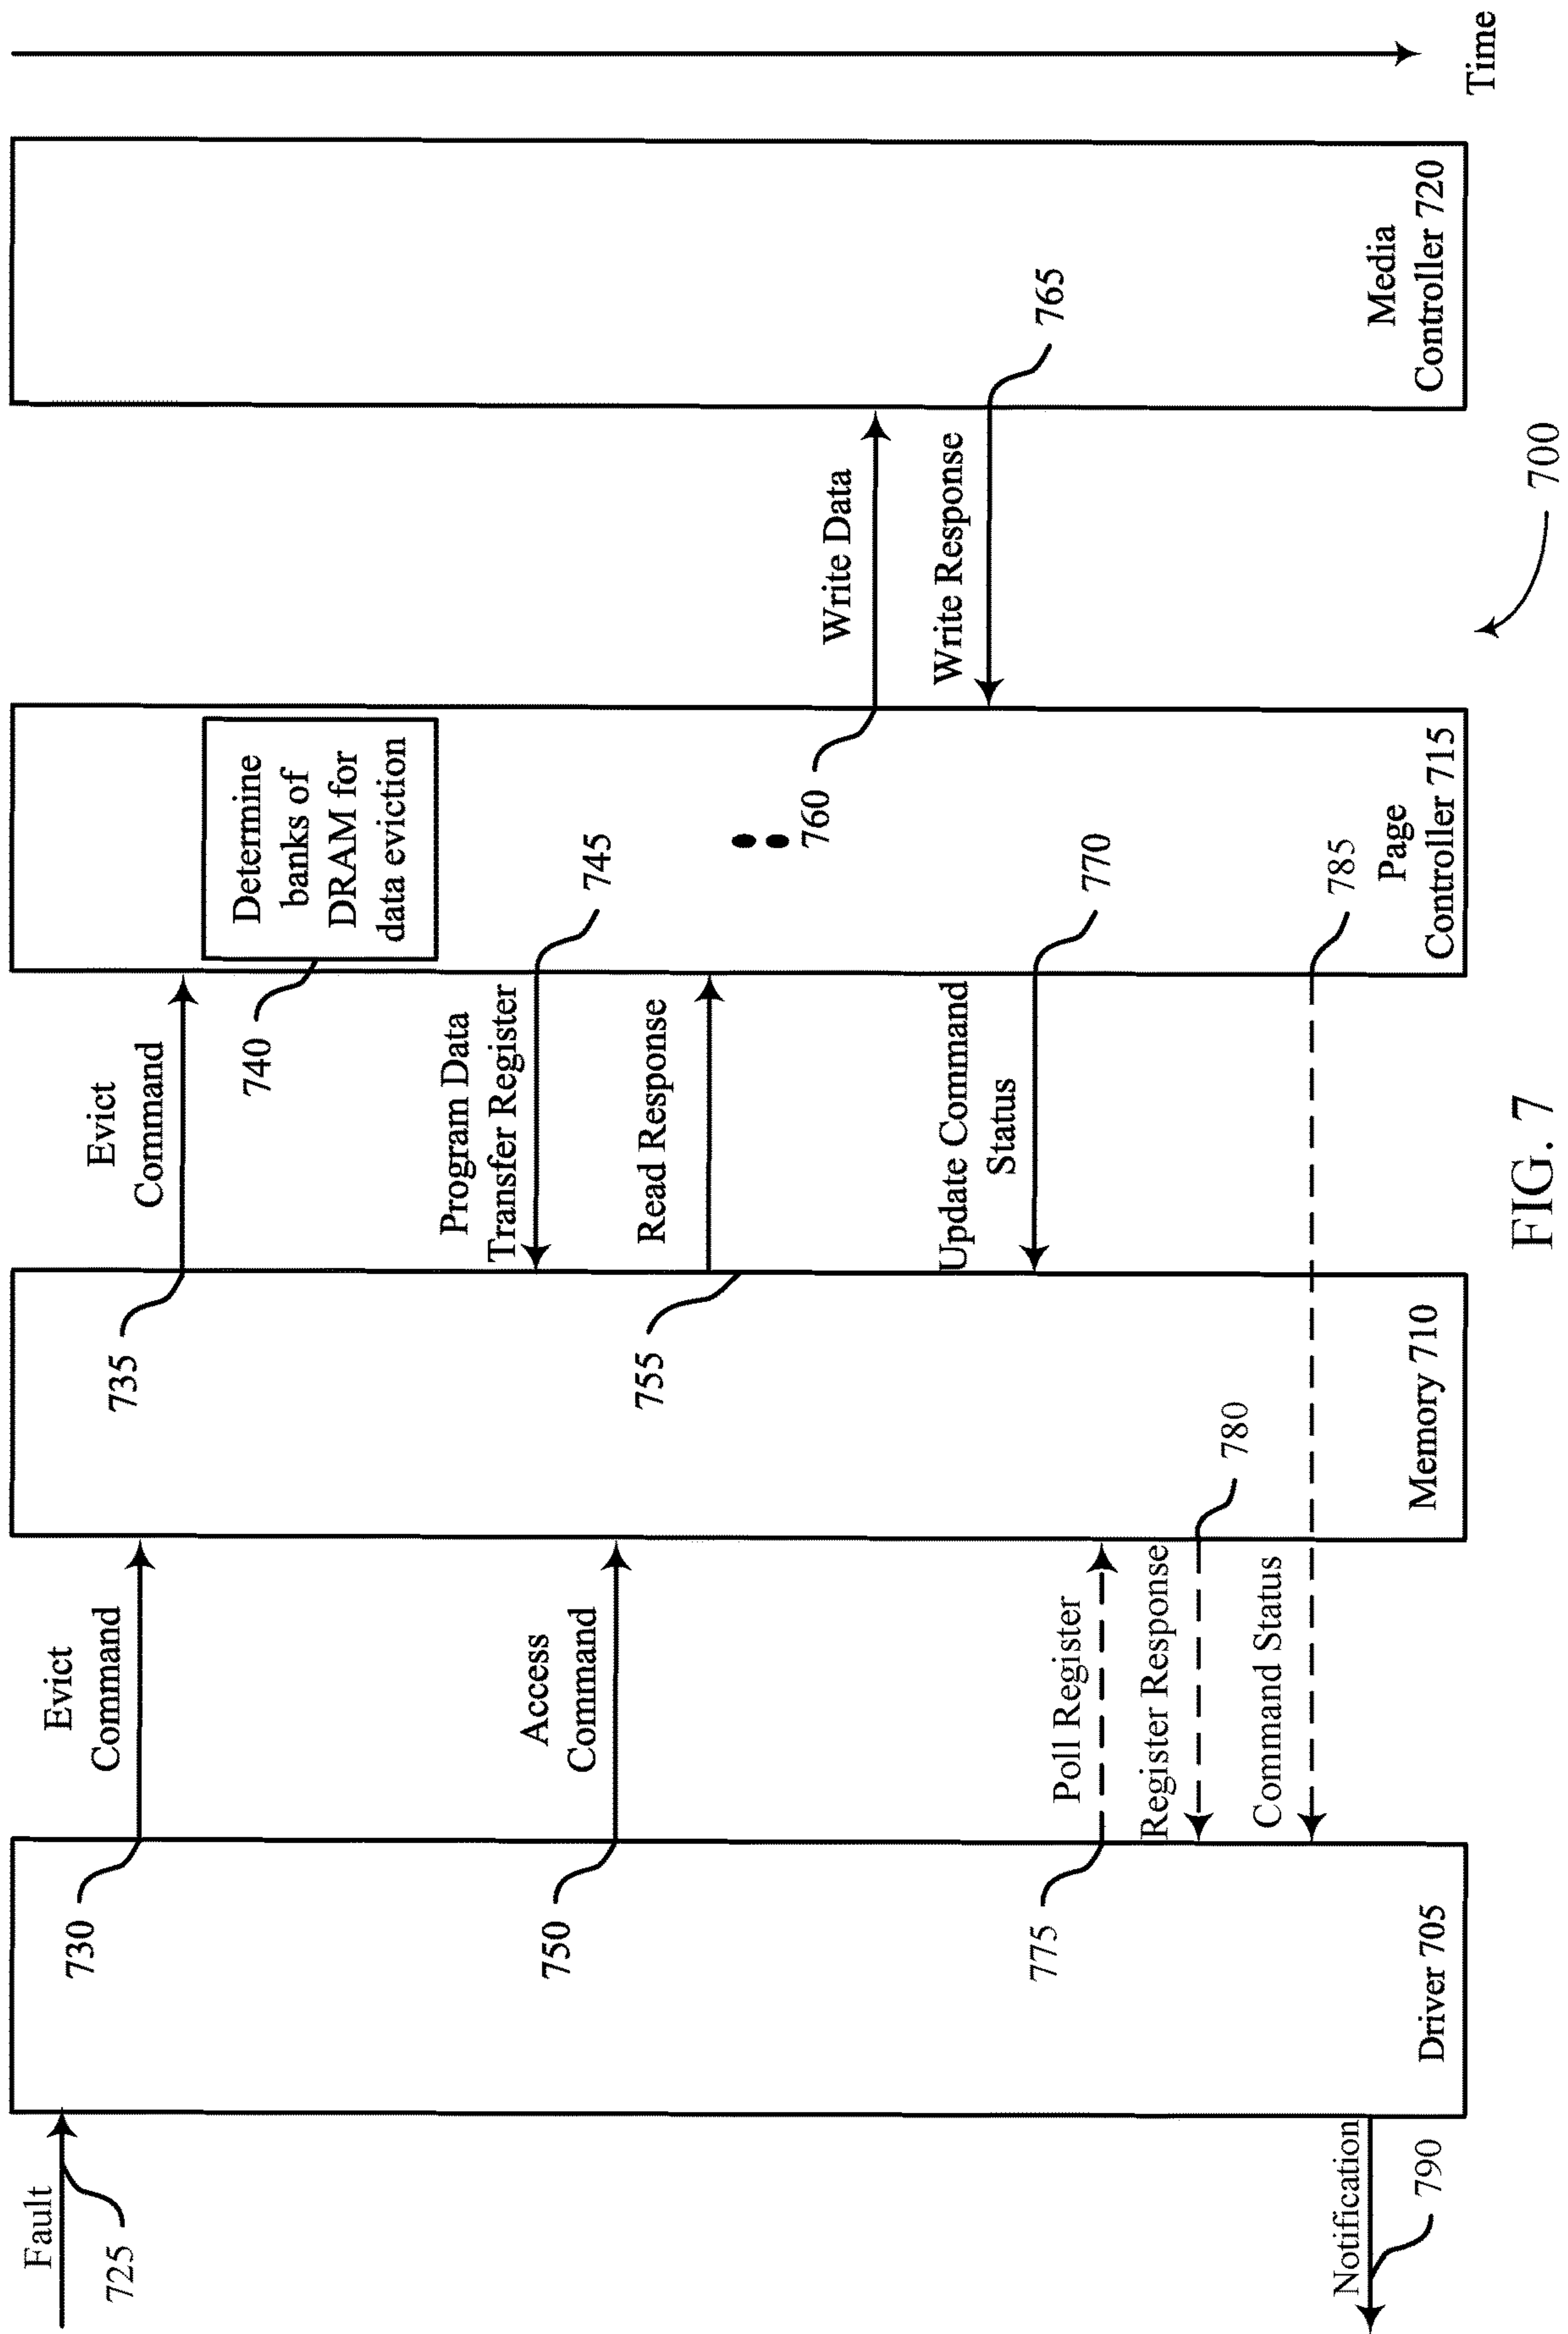 Fault
725
Evict
Command
730
Evict
Command
735
Determine
banks of
DRAM for
data eviction
740
Program Data
Transfer Register
745
Access
Command
750
Read Response
755
Write Data
760
Write Response
765
Update Command
Status
770
Poll Register
775
Register Response
780
Command Status
785
Notification
790
Driver 705
Memory 710
Page
Controller 715
Media
Controller 720
Time
700
FIG. 7